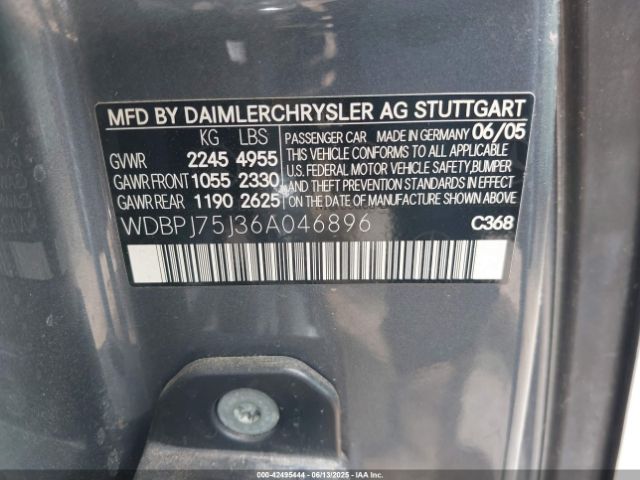 MFD BY DAIMLERCHRYSLER AG STUTTGART
KG LBS
GVWR 2245 4955
GAWR FRONT 1055 2330
GAWR REAR 1190 2625
PASSENGER CAR MADE IN GERMANY 06/05
THIS VEHICLE CONFORMS TO ALL APPLICABLE
U.S. FEDERAL MOTOR VEHICLE SAFETY, BUMPER
AND THEFT PREVENTION STANDARDS IN EFFECT
ON THE DATE OF MANUFACTURE SHOWN ABOVE
WDBPJ75J36A046896
C368
000-42495444 - 06/13/2025 - IAAI.COM